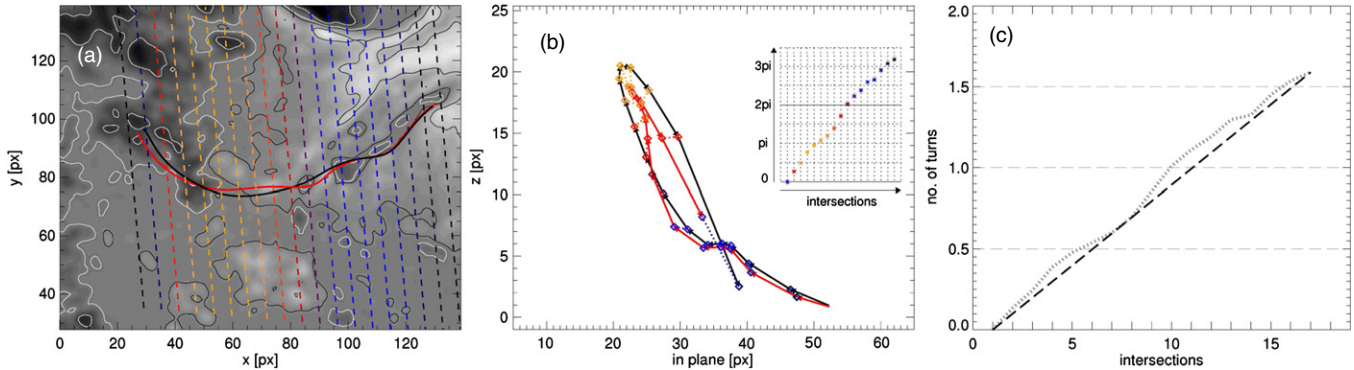 (a)
120
100
80
60
40
y [px]
0 20 40 60 80 100 120
x [px]
(b)
25
20
15
10
5
0
z [px]
10 20 30 40 50 60
in plane [px]
3pi
2pi
pi
0
intersections
(c)
2.0
1.5
1.0
0.5
0.0
no. of turns
0 5 10 15
intersections